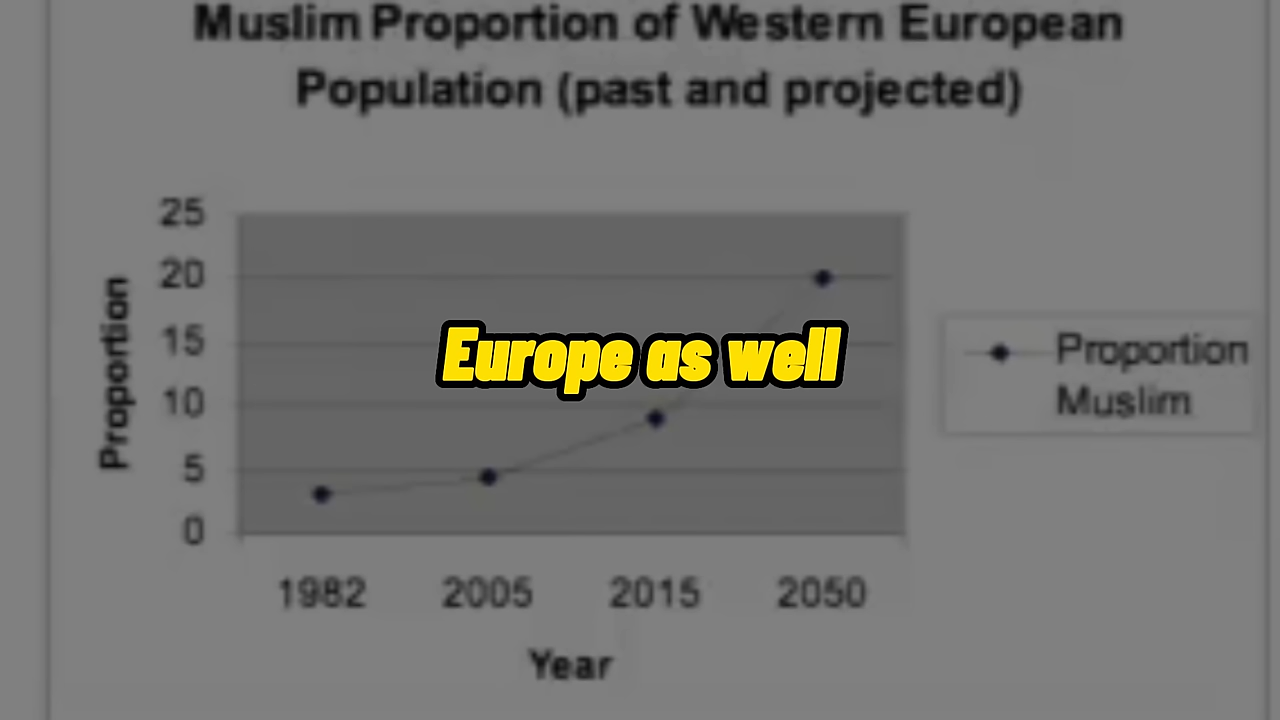 Muslim Proportion of Western European
Population (past and projected)
25
20
15
10
5
0
Proportion
Europe as well
Proportion
Muslim
1982 2005 2015 2050
Year